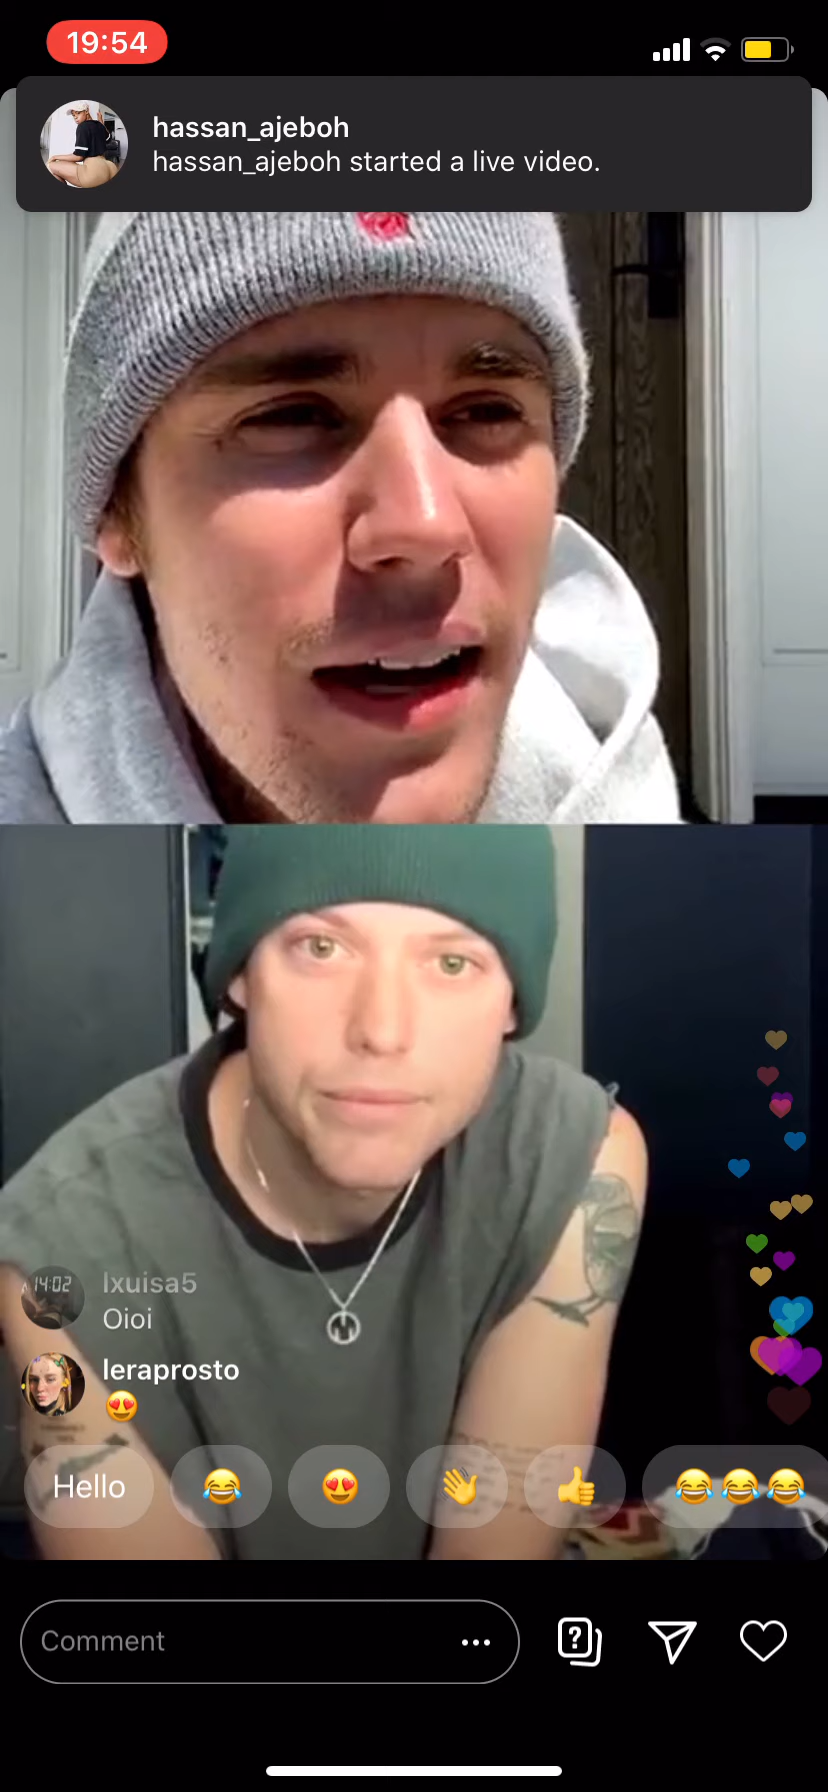 19:54
hassan_ajeboh
hassan_ajeboh started a live video.
14:02
lxuisa5
Oioi
leraprosto
😍
Hello 😂 😍 👋 👍 😂😂😂
Comment